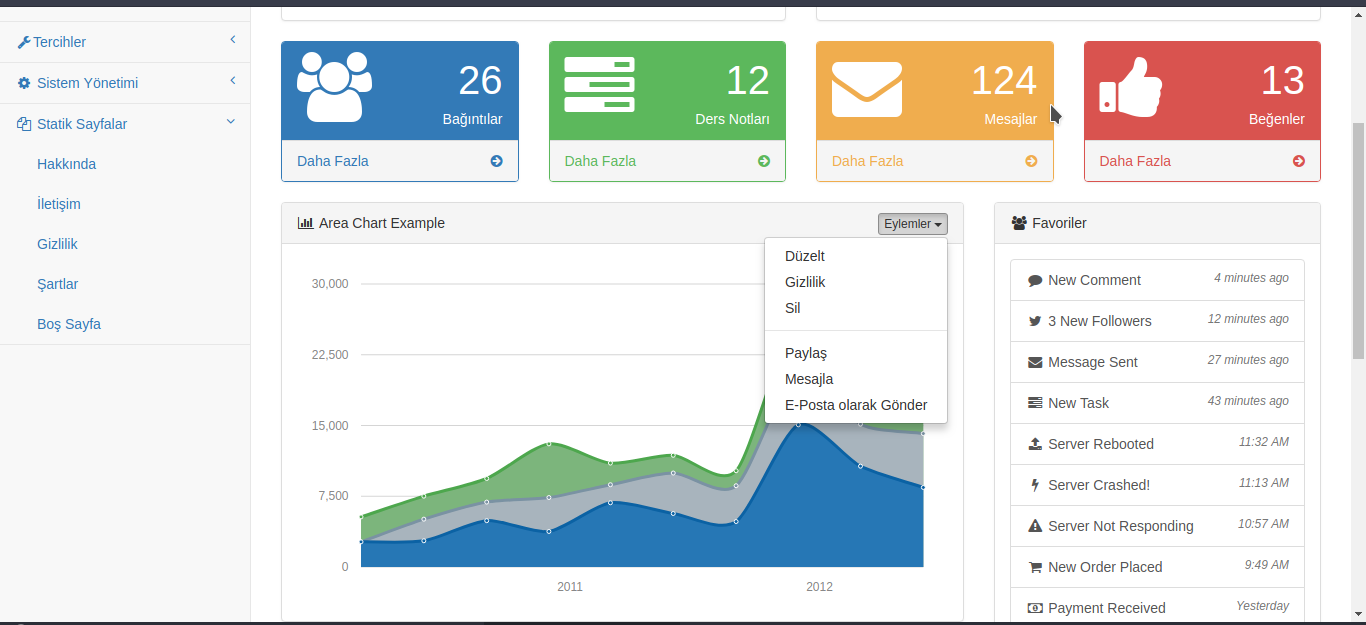 Tercihler
Sistem Yönetimi
Statik Sayfalar
Hakkında
İletişim
Gizlilik
Şartlar
Boş Sayfa
26
Bağıntılar
Daha Fazla
12
Ders Notları
Daha Fazla
124
Mesajlar
Daha Fazla
13
Beğenler
Daha Fazla
Area Chart Example
Eylemler
Düzelt
Gizlilik
Sil
Paylaş
Mesajla
E-Posta olarak Gönder
30,000
22,500
15,000
7,500
0
2011
2012
Favoriler
New Comment 4 minutes ago
3 New Followers 12 minutes ago
Message Sent 27 minutes ago
New Task 43 minutes ago
Server Rebooted 11:32 AM
Server Crashed! 11:13 AM
Server Not Responding 10:57 AM
New Order Placed 9:49 AM
Payment Received Yesterday